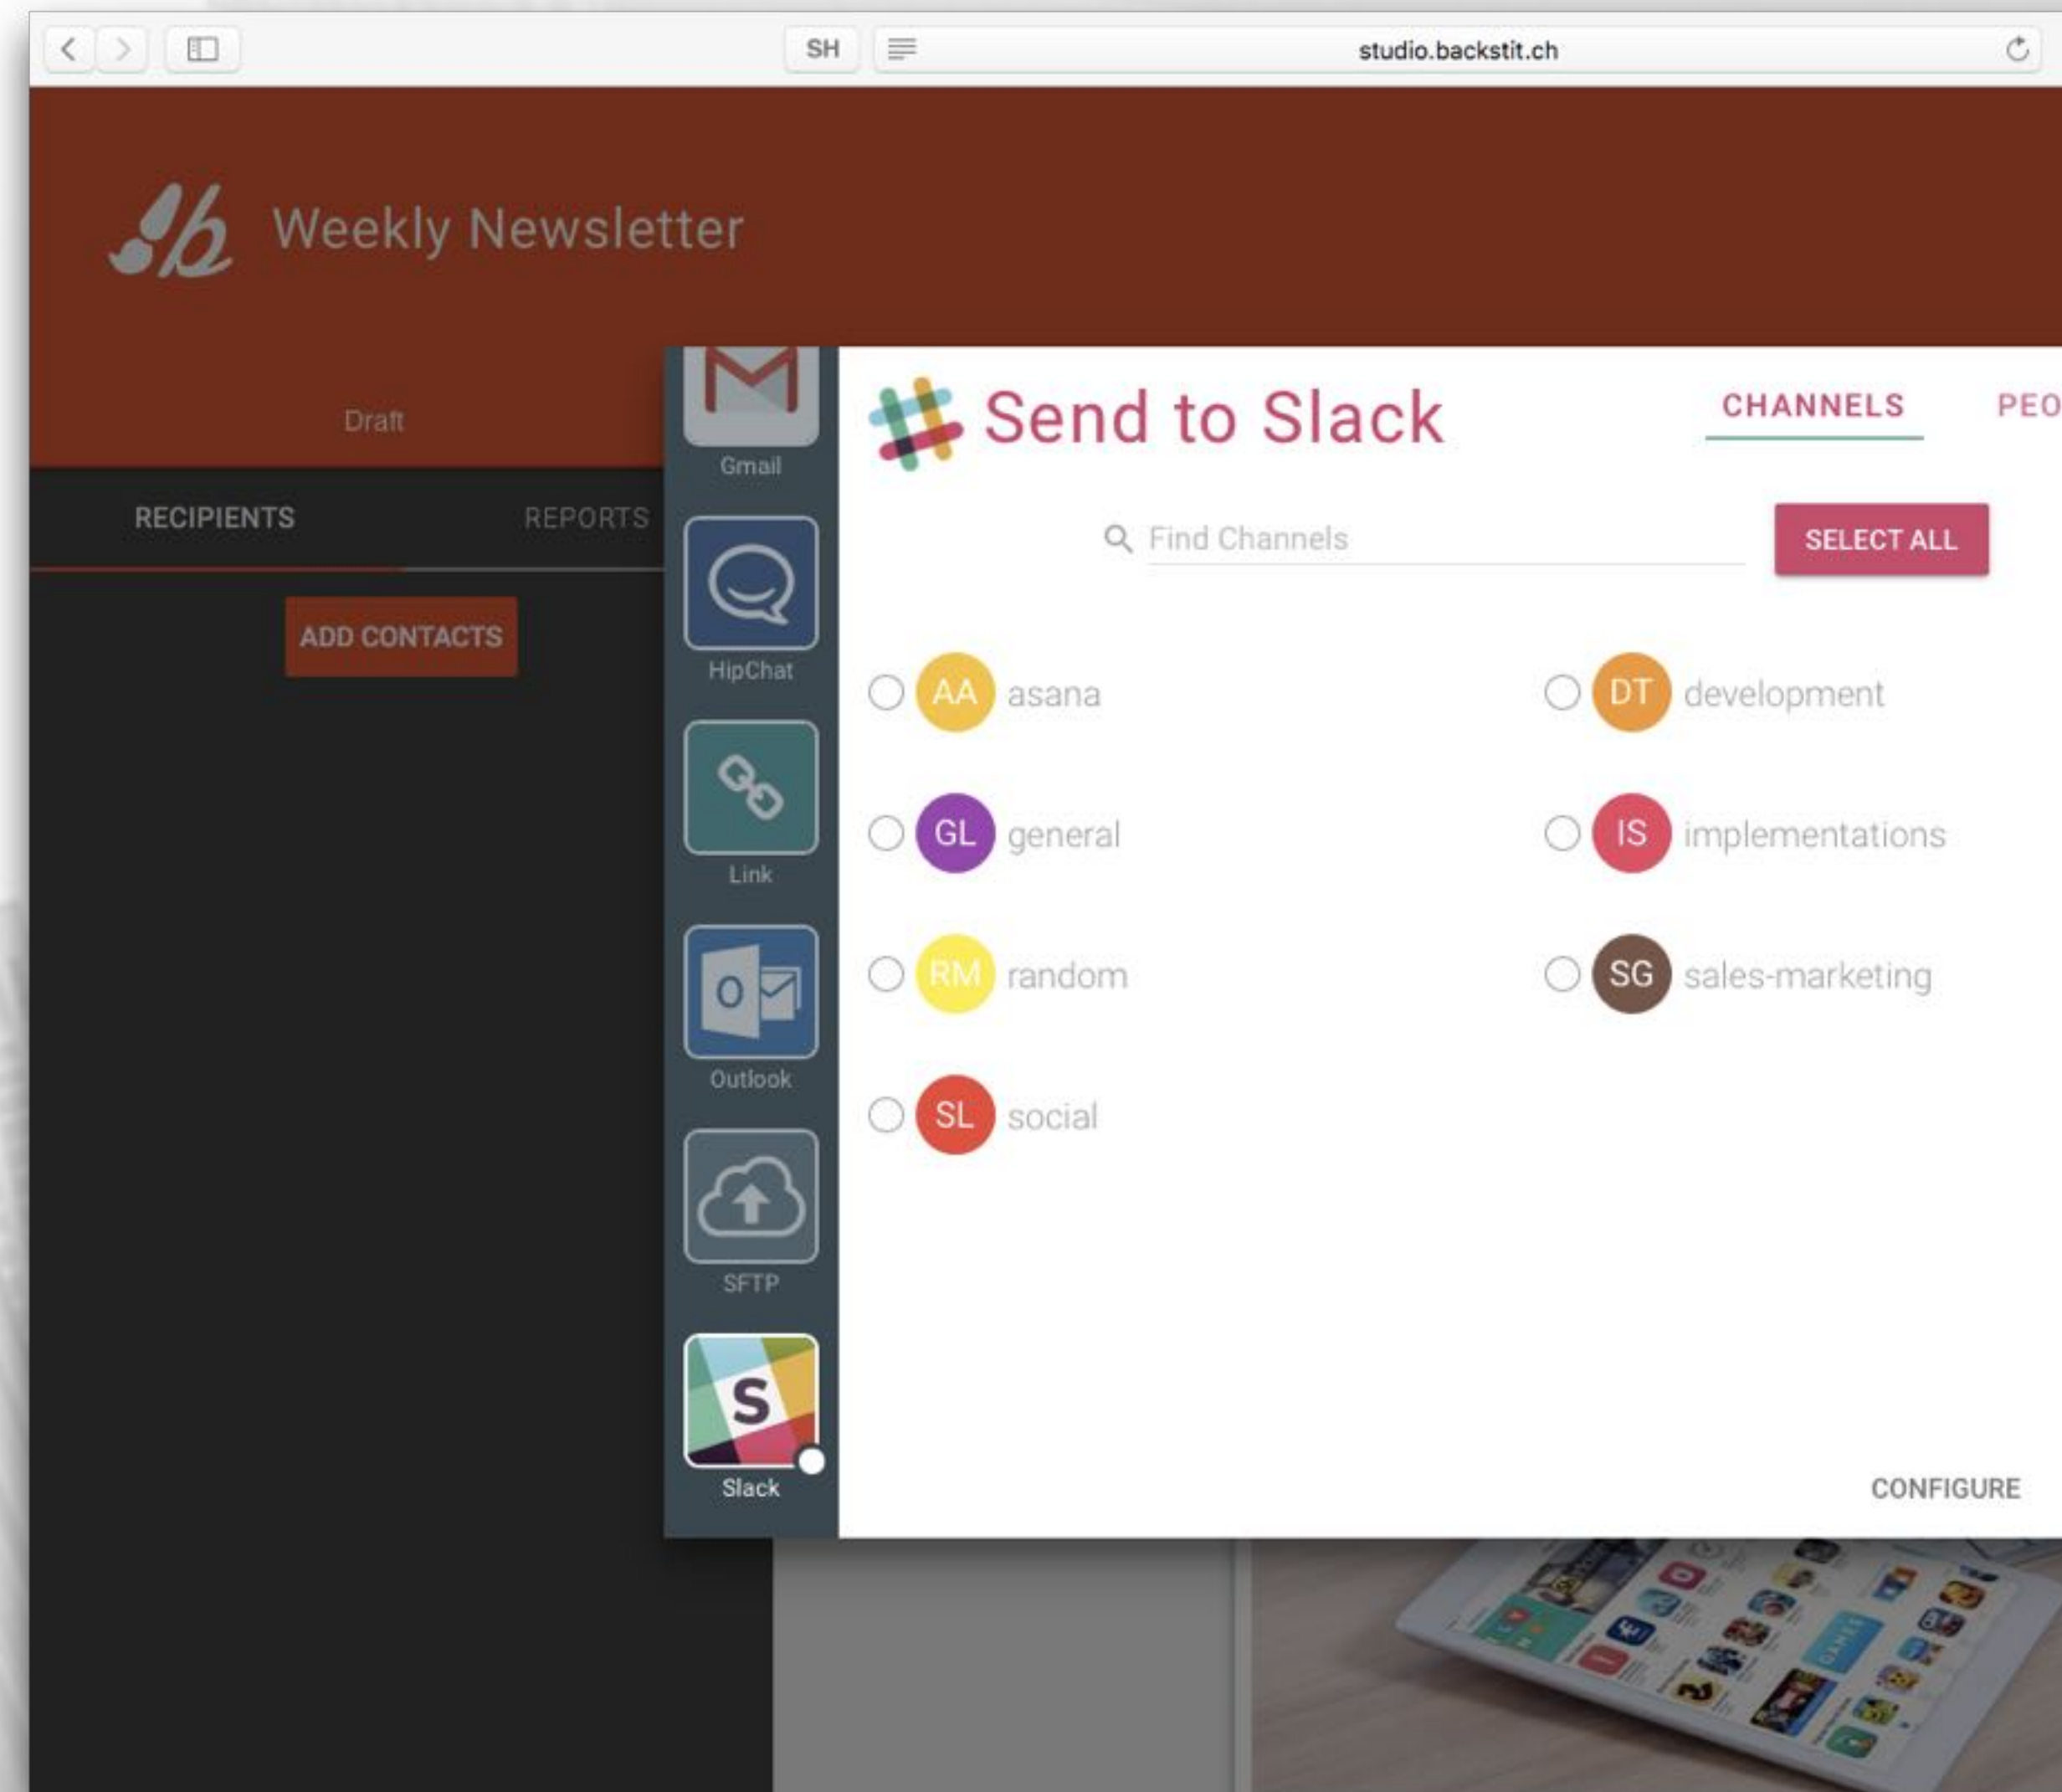 SH
studio.backstit.ch
Weekly Newsletter
Draft
RECIPIENTS
REPORTS
ADD CONTACTS
Gmail
HipChat
Link
Outlook
SFTP
S
Slack
Send to Slack
CHANNELS
PEO
Find Channels
SELECT ALL
AA asana
DT development
GL general
IS implementations
RM random
SG sales-marketing
SL social
CONFIGURE
GAMES